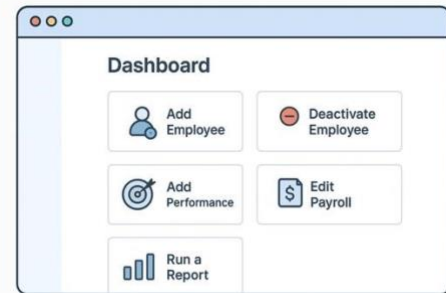 Dashboard
Add
Employee
Deactivate
Employee
Add
Performance
$
Edit
Payroll
Run a
Report